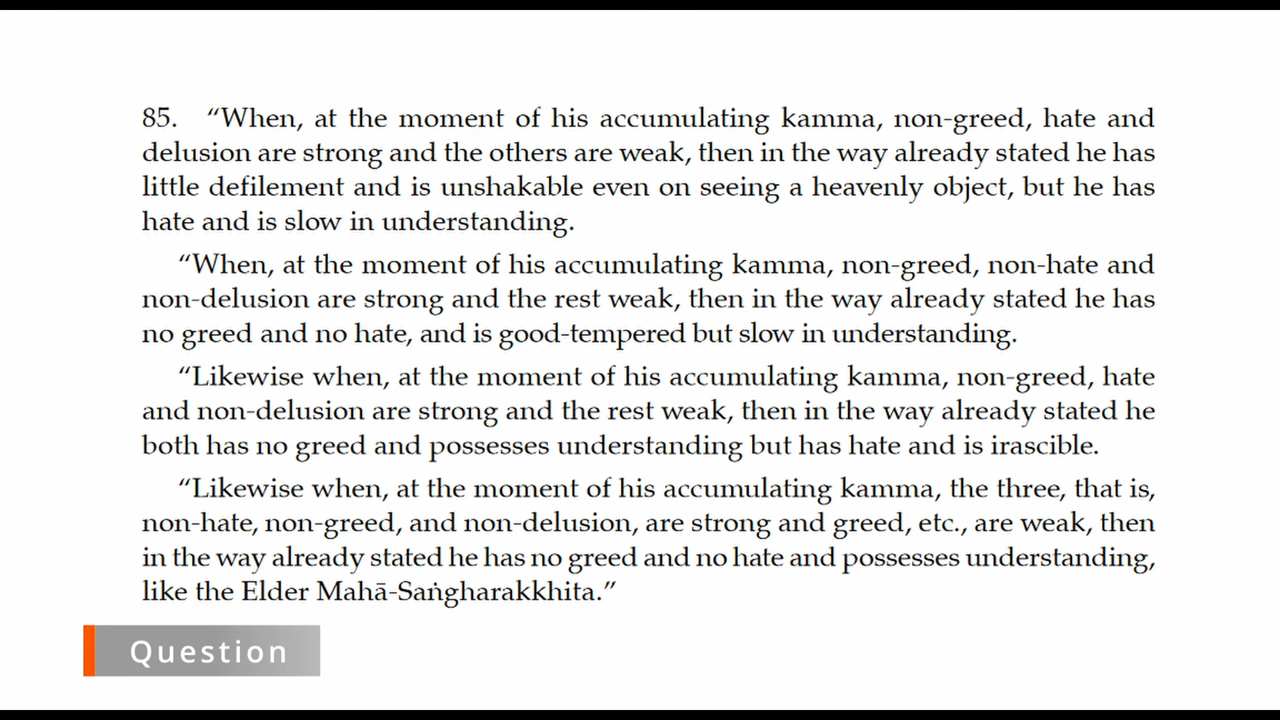 85. “When, at the moment of his accumulating kamma, non-greed, hate and
delusion are strong and the others are weak, then in the way already stated he has
little defilement and is unshakable even on seeing a heavenly object, but he has
hate and is slow in understanding.
“When, at the moment of his accumulating kamma, non-greed, non-hate and
non-delusion are strong and the rest weak, then in the way already stated he has
no greed and no hate, and is good-tempered but slow in understanding.
“Likewise when, at the moment of his accumulating kamma, non-greed, hate
and non-delusion are strong and the rest weak, then in the way already stated he
both has no greed and possesses understanding but has hate and is irascible.
“Likewise when, at the moment of his accumulating kamma, the three, that is,
non-hate, non-greed, and non-delusion, are strong and greed, etc., are weak, then
in the way already stated he has no greed and no hate and possesses understanding,
like the Elder Mahā-Saṅgharakkhita.”
Question